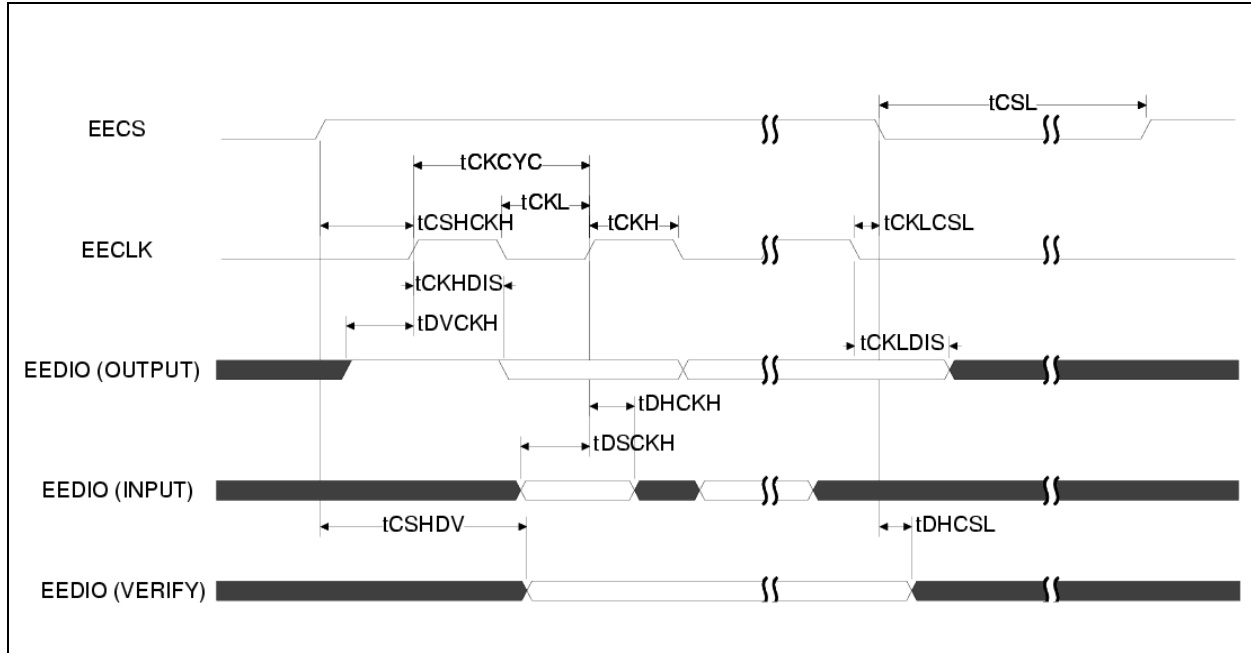 tCSL
EECS
tCKCYC
tCKL
tCSHCKH
tCKH
tCKLCSL
EECLK
tCKHDIS
tDVCKH
tCKLDIS
EEDIO (OUTPUT)
tDHCKH
tDSCKH
EEDIO (INPUT)
tCSHDV
tDHCSL
EEDIO (VERIFY)